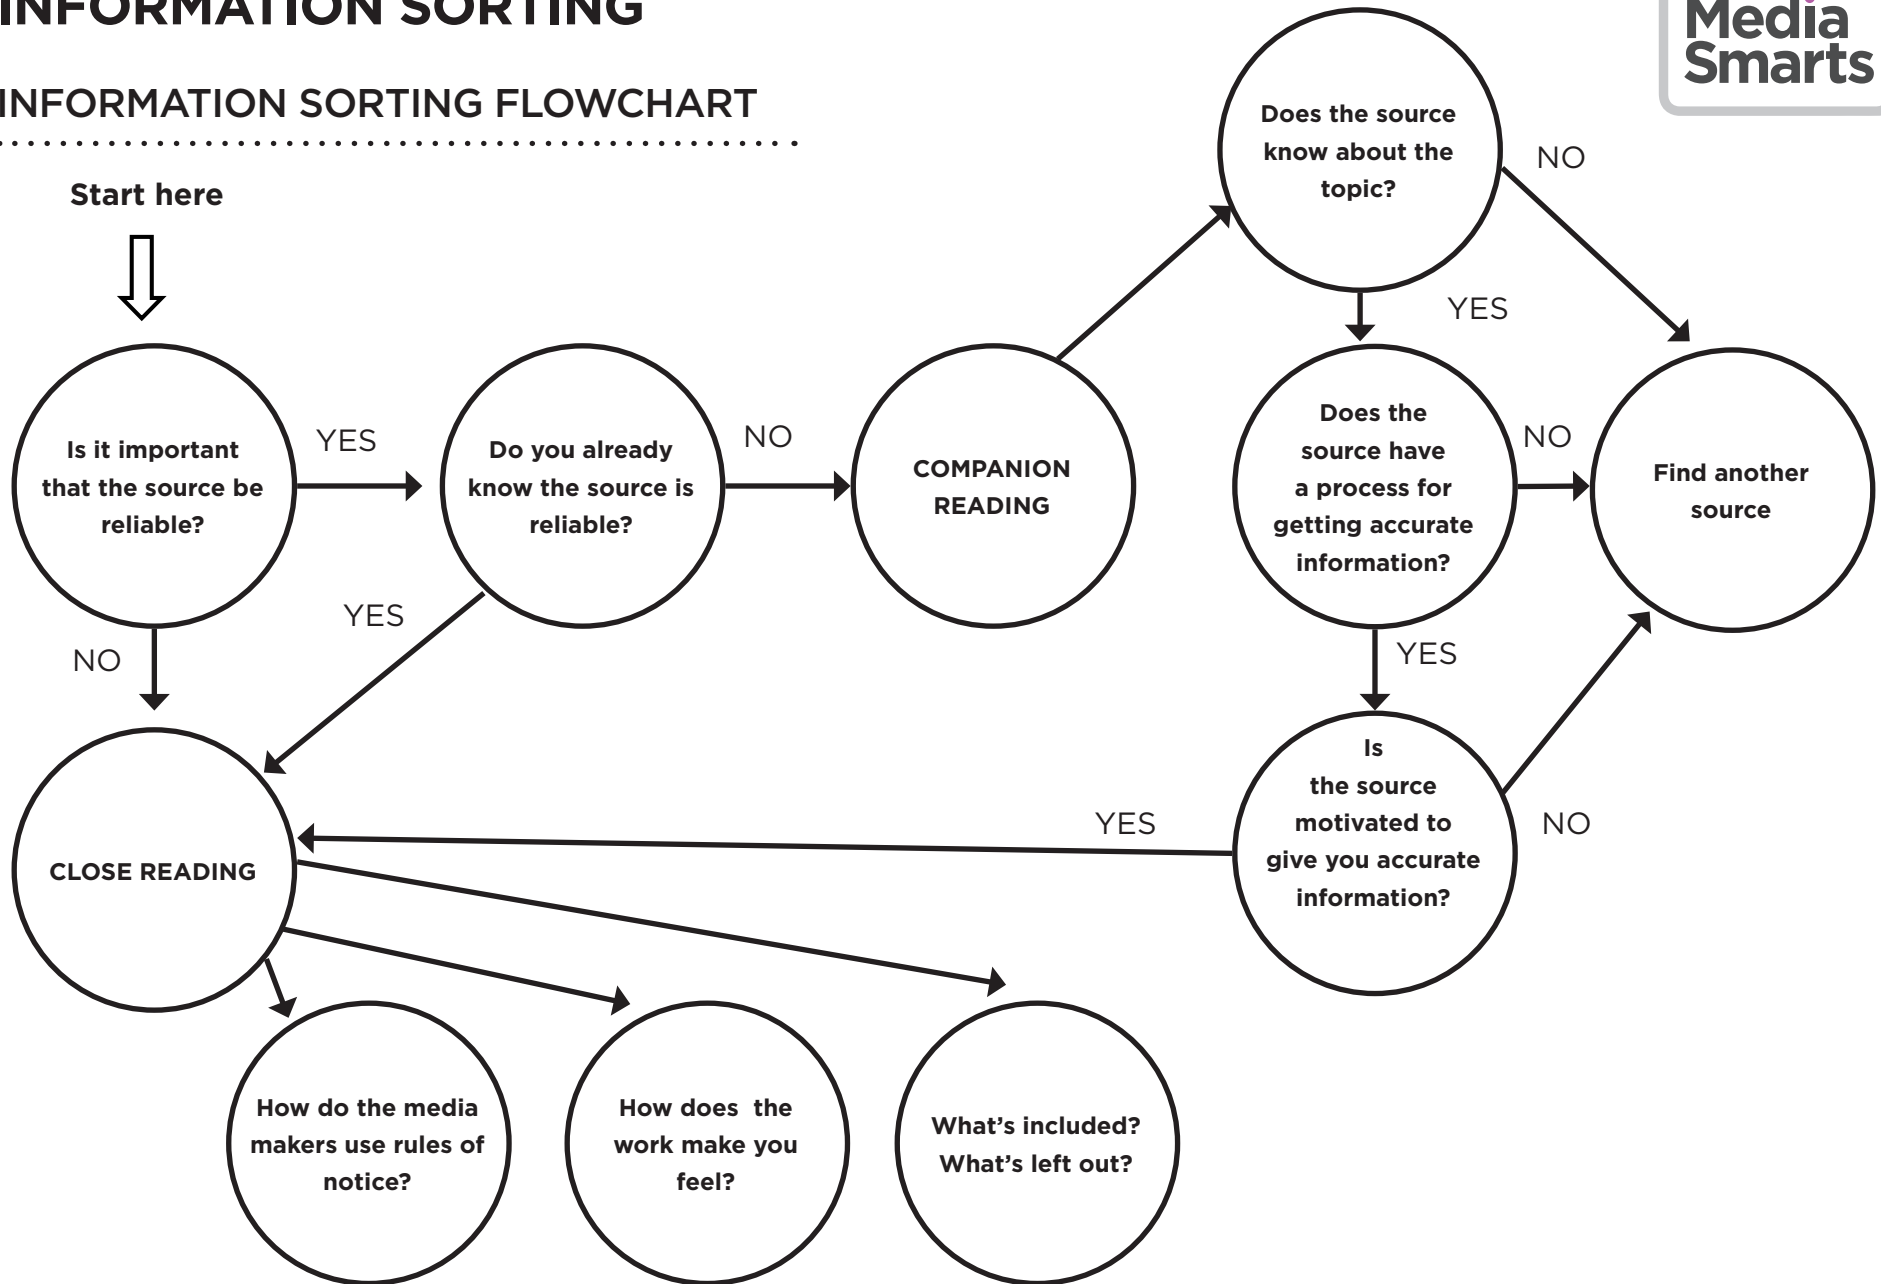 INFORMATION SORTING
INFORMATION SORTING FLOWCHART
Media
Smarts
Start here
Is it important
that the source be
reliable?
YES
NO
Do you already
know the source is
reliable?
NO
YES
COMPANION
READING
Does the source
know about the
topic?
NO
YES
Does the
source have
a process for
getting accurate
information?
NO
YES
Find another
source
Is
the source
motivated to
give you accurate
information?
YES
NO
CLOSE READING
How do the media
makers use rules of
notice?
How does  the
work make you
feel?
What’s included?
What’s left out?